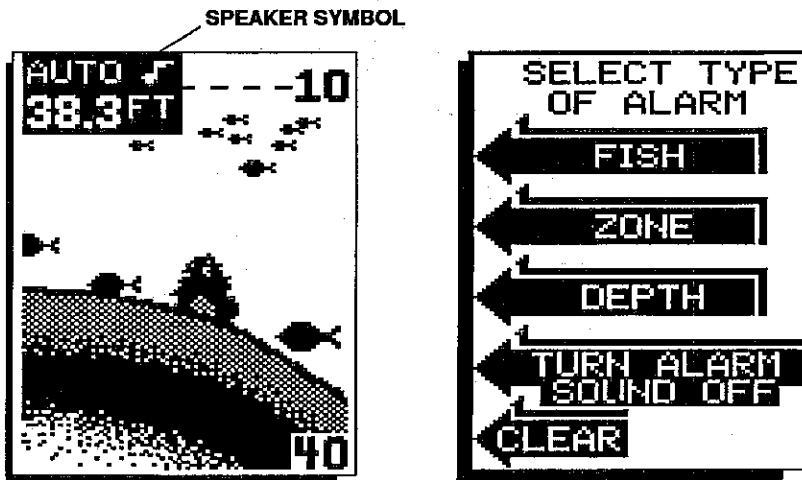 SPEAKER SYMBOL
AUTO
38.3FT
10
40
SELECT TYPE
OF ALARM
FISH
ZONE
DEPTH
TURN ALARM
SOUND OFF
CLEAR